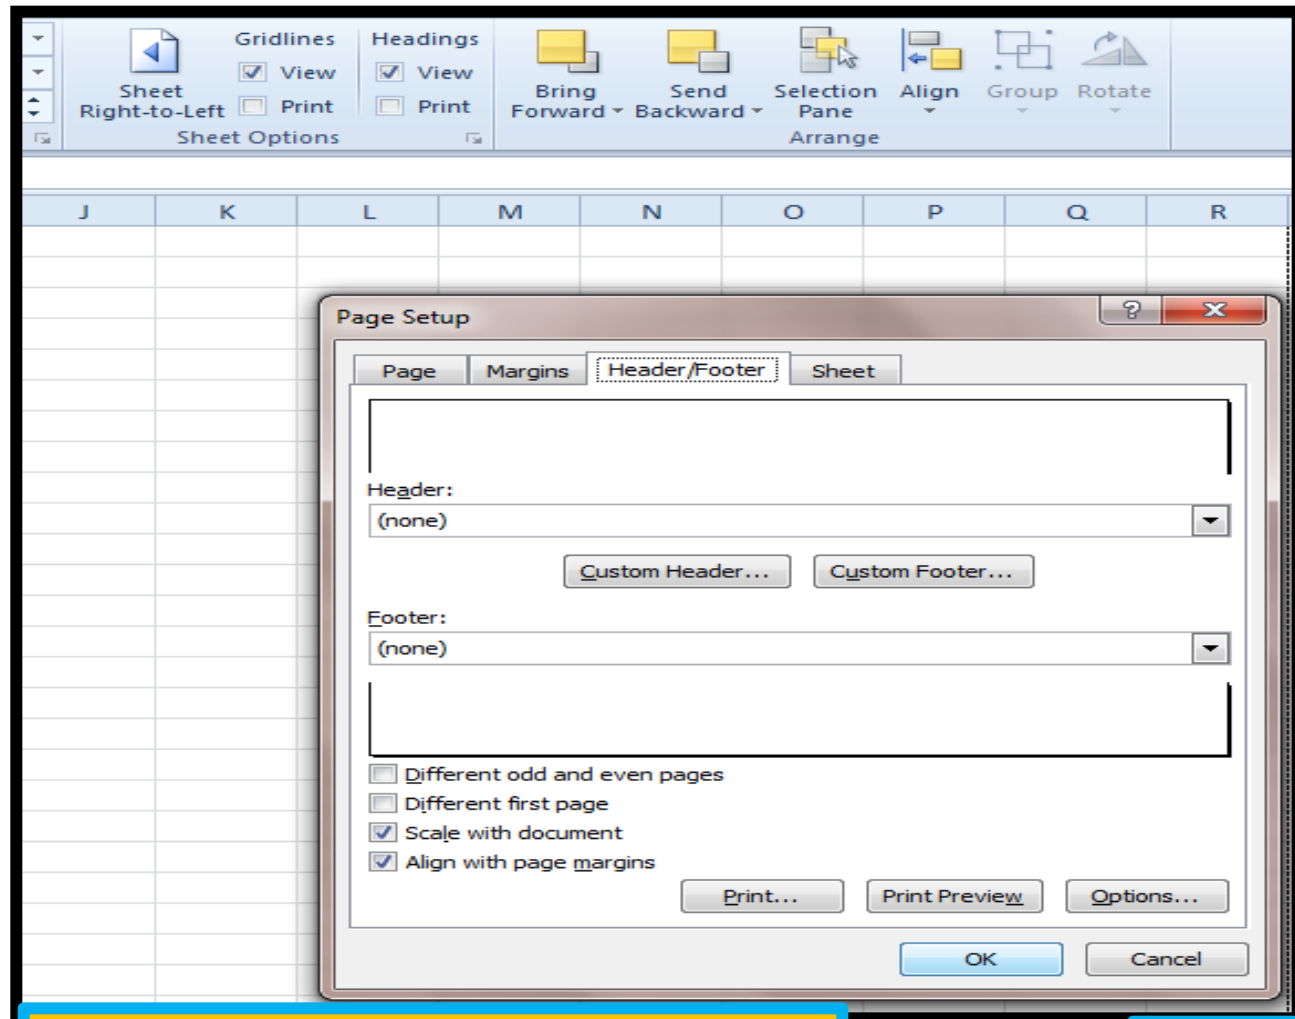 Gridlines Headings
View View
Sheet Bring Send Selection Align Group Rotate
Right-to-Left Print Print Forward Backward Pane
Sheet Options Arrange
J K L M N O P Q R
Page Setup
Page Margins Header/Footer Sheet
Header:
(none)
Custom Header... Custom Footer...
Footer:
(none)
Different odd and even pages
Different first page
Scale with document
Align with page margins
Print... Print Preview Options...
OK Cancel